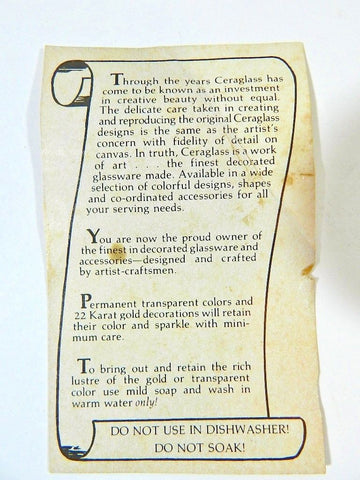 Through the years Ceraglass has
come to be known as an investment
in creative beauty without equal.
The delicate care taken in creating
and reproducing the original Ceraglass
designs is the same as the artist's
concern with fidelity of detail on
canvas. In truth, Ceraglass is a work
of art . . . the finest decorated
glassware made. Available in a wide
selection of colorful designs, shapes
and co-ordinated accessories for all
your serving needs.
You are now the proud owner of
the finest in decorated glassware and
accessories—designed and crafted
by artist-craftsmen.
Permanent transparent colors and
22 Karat gold decorations will retain
their color and sparkle with mini-
mum care.
To bring out and retain the rich
lustre of the gold or transparent
color use mild soap and wash in
warm water only!
DO NOT USE IN DISHWASHER!
DO NOT SOAK!